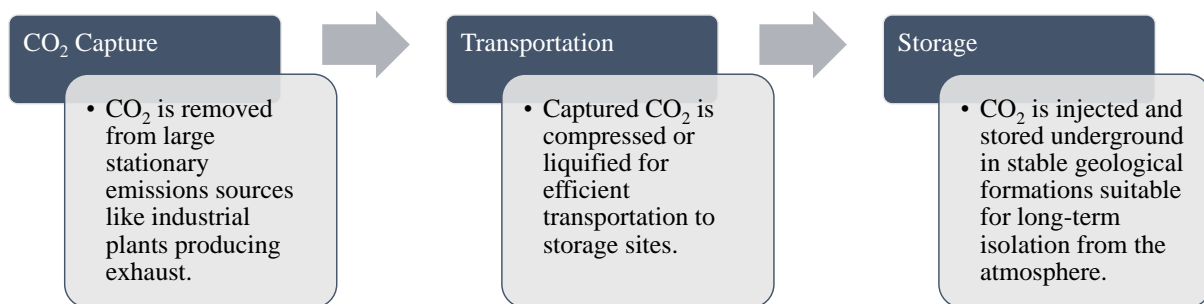 CO₂ Capture
• CO₂ is removed
from large
stationary
emissions sources
like industrial
plants producing
exhaust.
Transportation
• Captured CO₂ is
compressed or
liquified for
efficient
transportation to
storage sites.
Storage
• CO₂ is injected and
stored underground
in stable geological
formations suitable
for long-term
isolation from the
atmosphere.